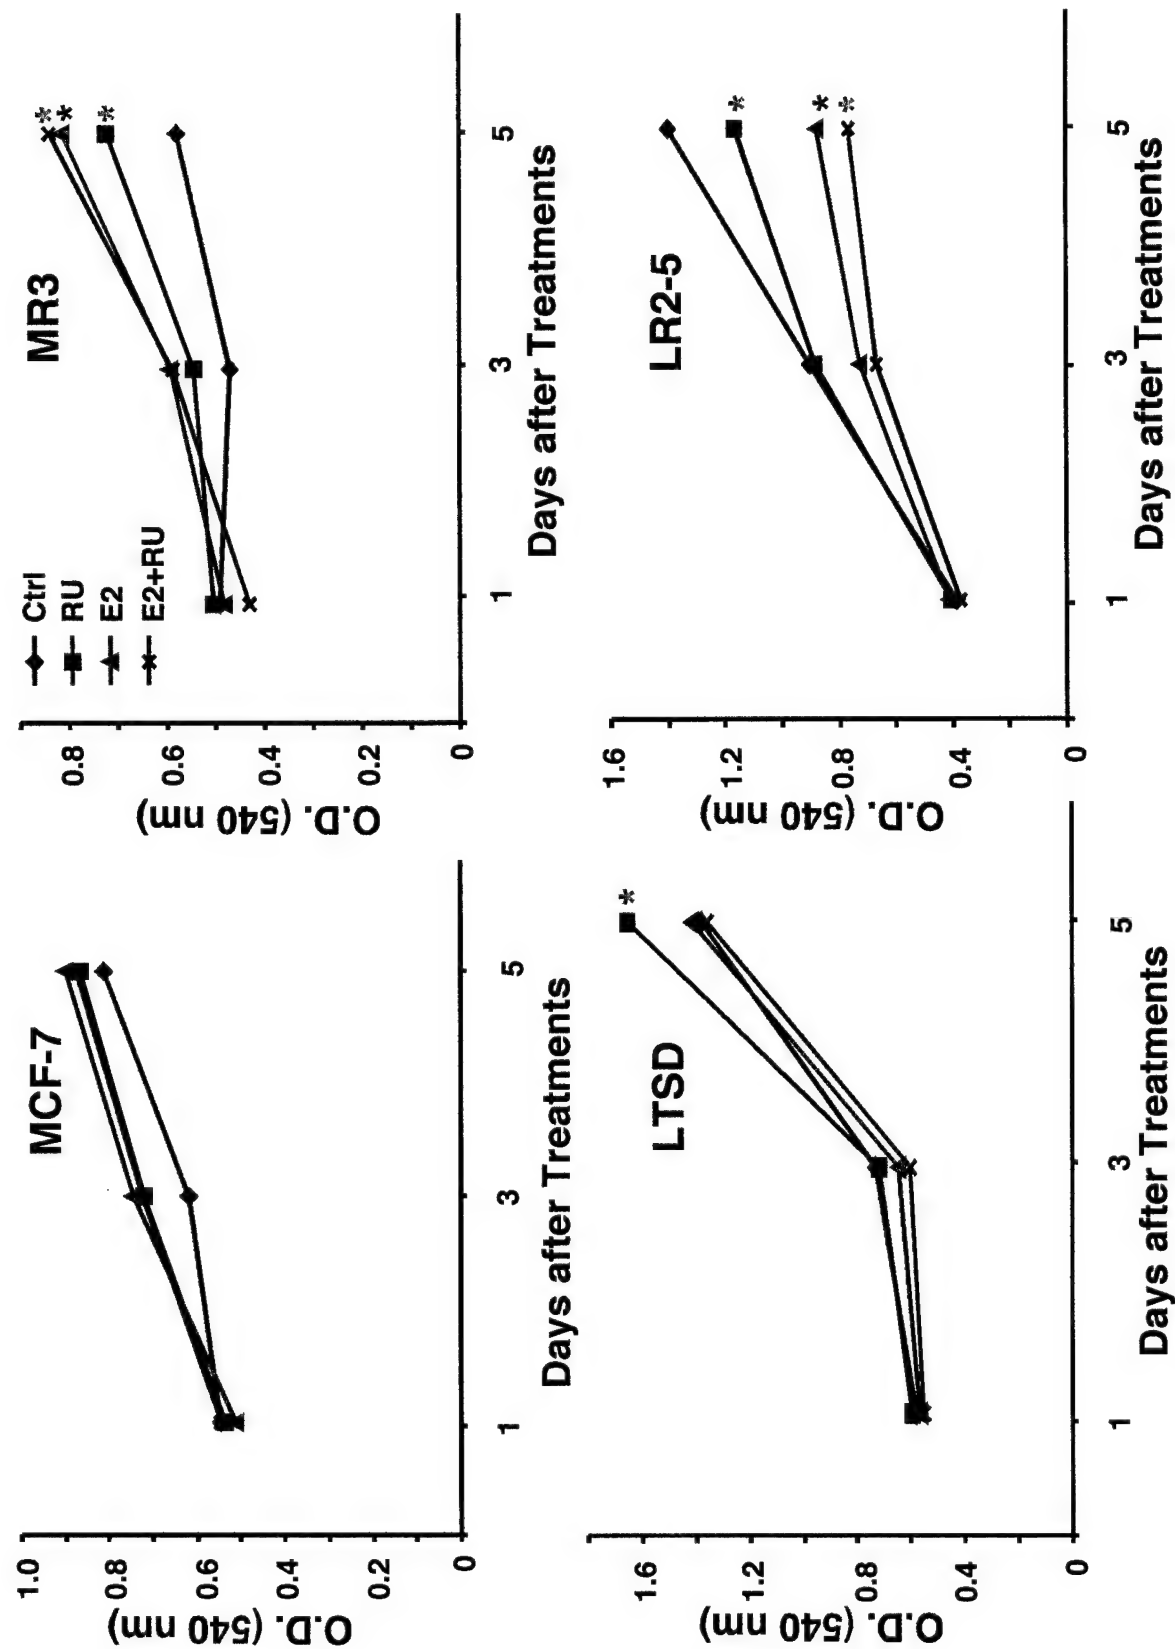 MCF-7
O.D. (540 nm)
1.0
0.8
0.6
0.4
0.2
0
1 3 5
Days after Treatments
MR3
Ctrl
RU
E2
E2+RU
O.D. (540 nm)
0.8
0.6
0.4
0.2
0
*
*
*
1 3 5
Days after Treatments
LTSD
O.D. (540 nm)
1.6
1.2
0.8
0.4
0
*
1 3 5
Days after Treatments
LR2-5
O.D. (540 nm)
1.6
1.2
0.8
0.4
0
*
*
*
1 3 5
Days after Treatments